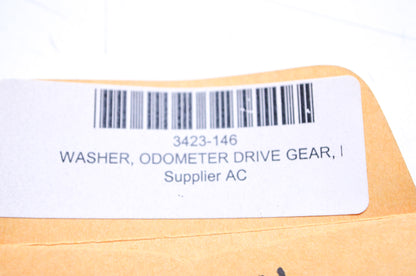 3423-146
WASHER, ODOMETER DRIVE GEAR,
Supplier AC